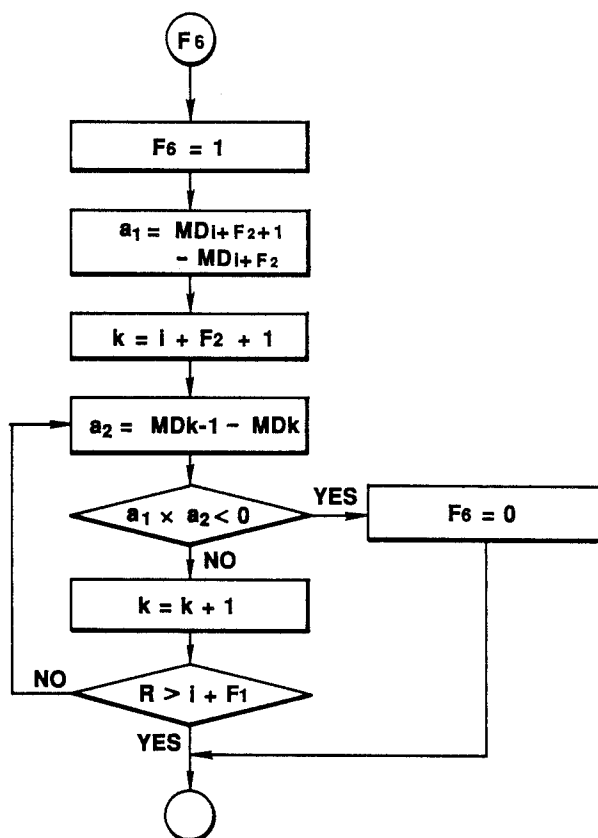 F6
F6 = 1
a1 = MDi+F2+1
- MDi+F2
k = i + F2 + 1
a2 = MDk-1 - MDk
a1 × a2 < 0
YES
F6 = 0
NO
k = k + 1
NO
R > i + F1
YES